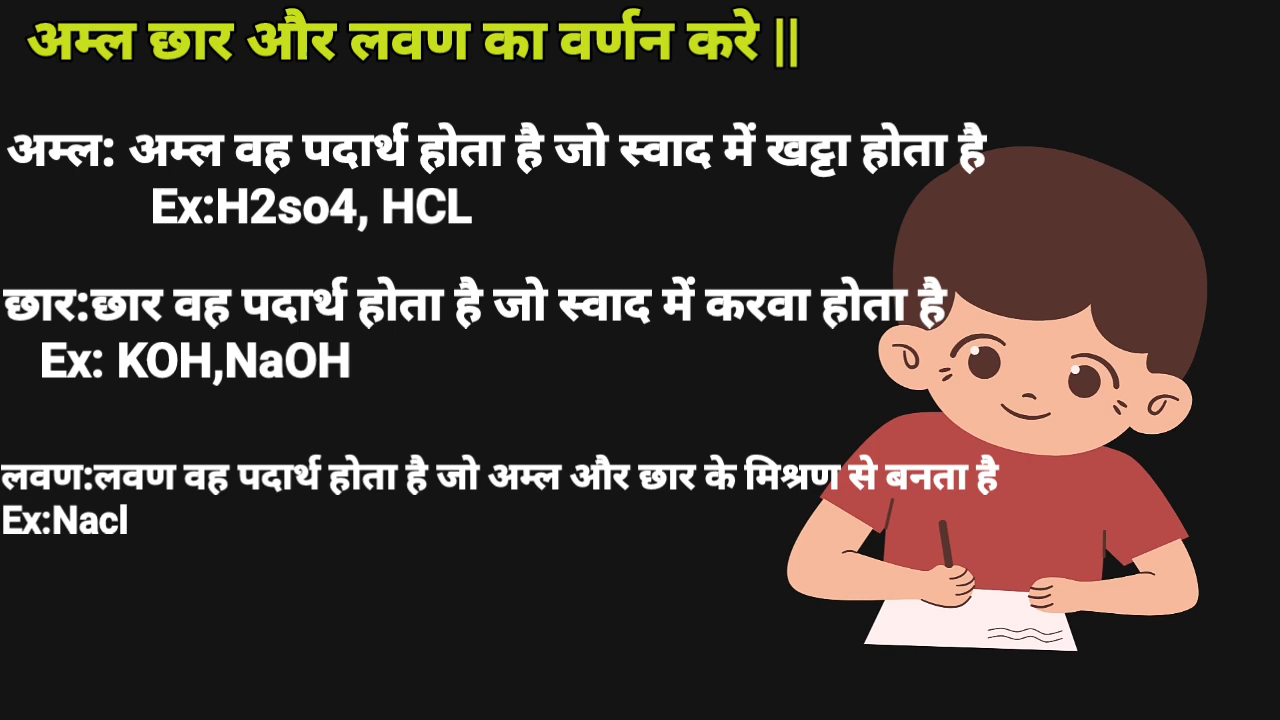 अम्ल छार और लवण का वर्णन करे ||
अम्ल: अम्ल वह पदार्थ होता है जो स्वाद में खट्टा होता है
Ex:H2so4, HCL
छार:छार वह पदार्थ होता है जो स्वाद में करवा होता है
Ex: KOH,NaOH
लवण:लवण वह पदार्थ होता है जो अम्ल और छार के मिश्रण से बनता है
Ex:Nacl